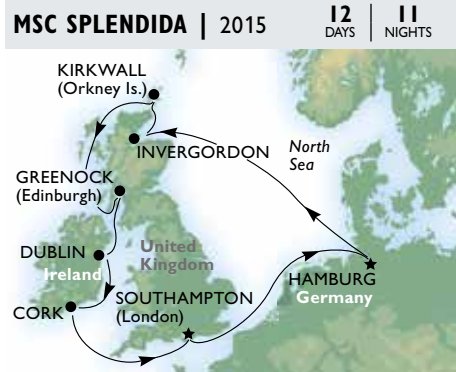 MSC SPLENDIDA | 2015
12 DAYS | 11 NIGHTS
KIRKWALL
(Orkney Is.)
INVERGORDON
North
Sea
GREENOCK
(Edinburgh)
DUBLIN
Ireland
United
Kingdom
HAMBURG
Germany
SOUTHAMPTON
(London)
CORK